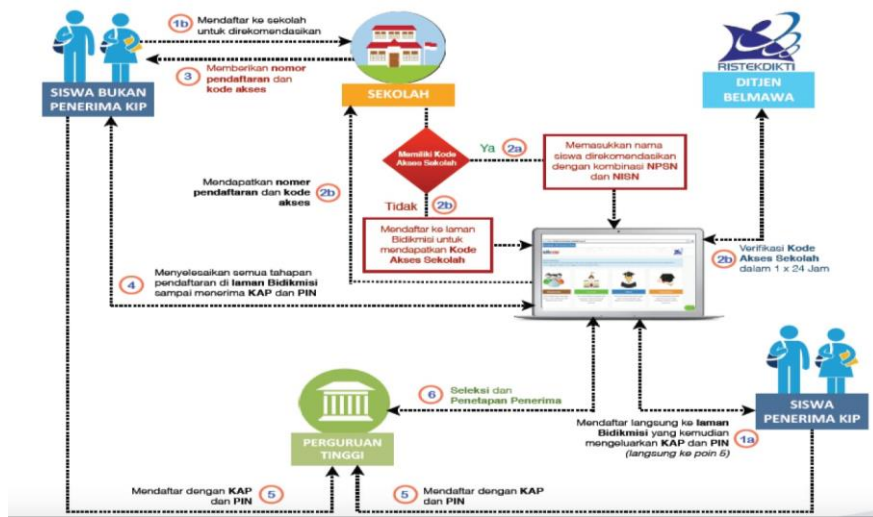 1b
Mendaftar ke sekolah
untuk direkomendasikan
3
Memberikan nomor
pendaftaran dan
kode akses
SISWA BUKAN
PENERIMA KIP
SEKOLAH
RISTEKDIKTI
DITJEN
BELMAWA
Memiliki Kode
Akses Sekolah
Ya
2a
Memasukkan nama
siswa direkomendasikan
dengan kombinasi NPSN
dan NISN
Mendapatkan nomer
pendaftaran dan kode
akses
2b
Tidak
2b
Mendaftar ke laman
Bidikmisi untuk
mendapatkan Kode
Akses Sekolah
2b
Verifikasi Kode
Akses Sekolah
dalam 1 x 24 Jam
4
Menyelesaikan semua tahapan
pendaftaran di laman Bidikmisi
sampai menerima KAP dan PIN
6
Seleksi dan
Penetapan Penerima
PERGURUAN
TINGGI
SISWA
PENERIMA KIP
Mendaftar langsung ke laman
Bidikmisi yang kemudian
mengeluarkan KAP dan PIN
(langsung ke poin 5)
1a
Mendaftar dengan KAP
dan PIN
5
5
Mendaftar dengan KAP
dan PIN